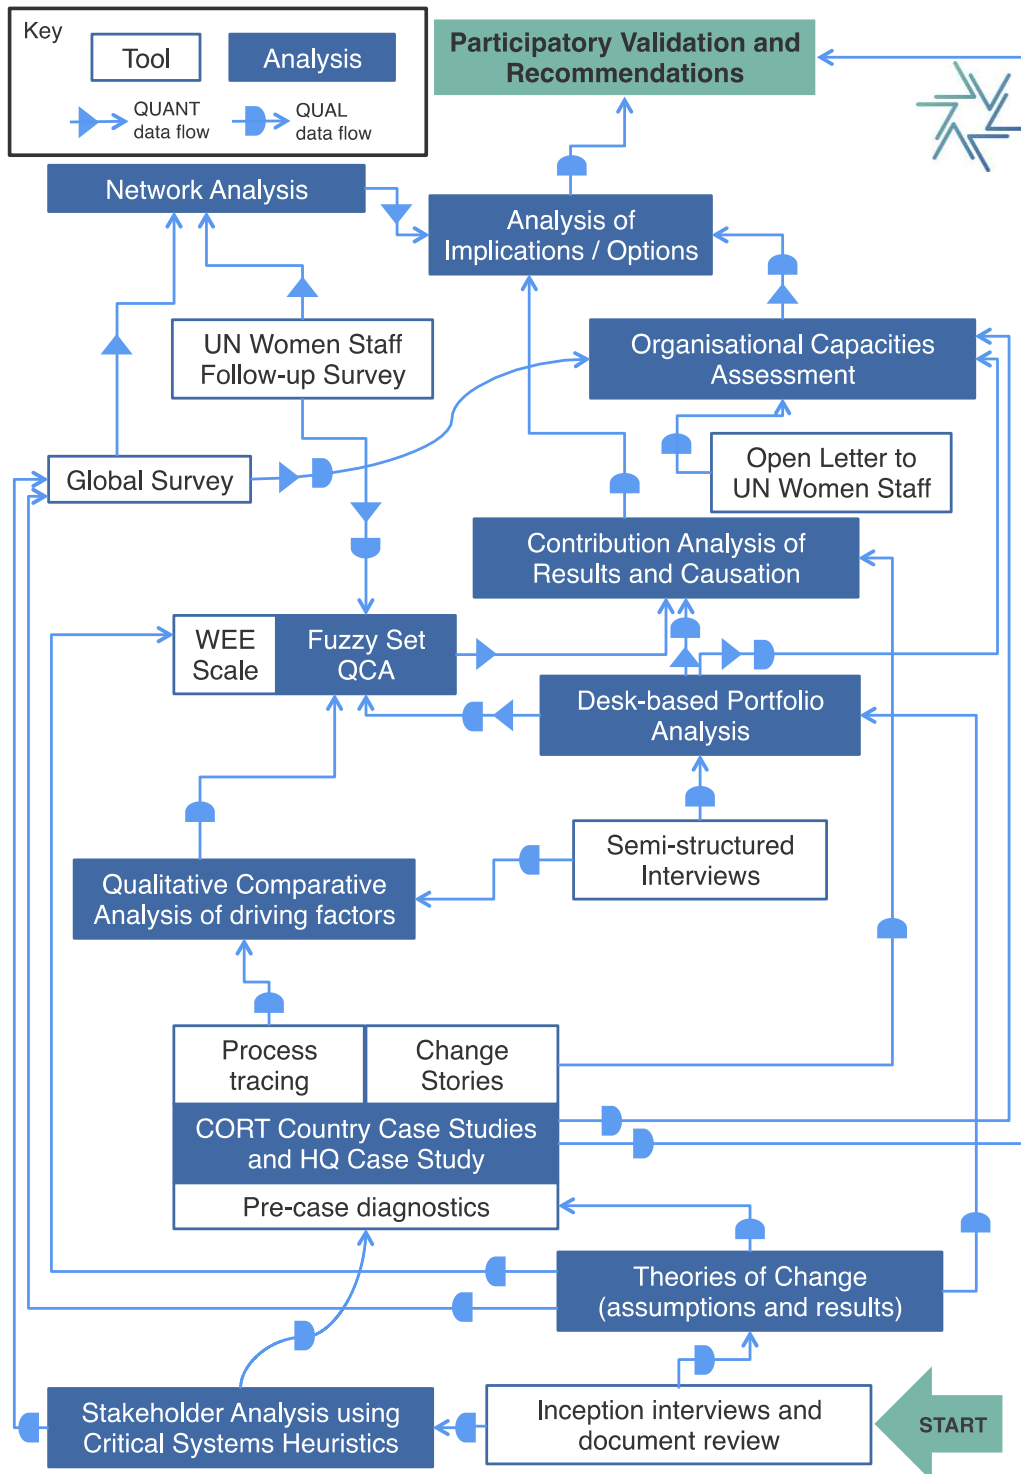 Key
Tool
Analysis
QUANT
data flow
QUAL
data flow
Participatory Validation and
Recommendations
Network Analysis
Analysis of
Implications / Options
UN Women Staff
Follow-up Survey
Organisational Capacities
Assessment
Global Survey
Open Letter to
UN Women Staff
Contribution Analysis of
Results and Causation
WEE
Scale
Fuzzy Set
QCA
Desk-based Portfolio
Analysis
Semi-structured
Interviews
Qualitative Comparative
Analysis of driving factors
Process
tracing
Change
Stories
CORT Country Case Studies
and HQ Case Study
Pre-case diagnostics
Theories of Change
(assumptions and results)
Stakeholder Analysis using
Critical Systems Heuristics
Inception interviews and
document review
START